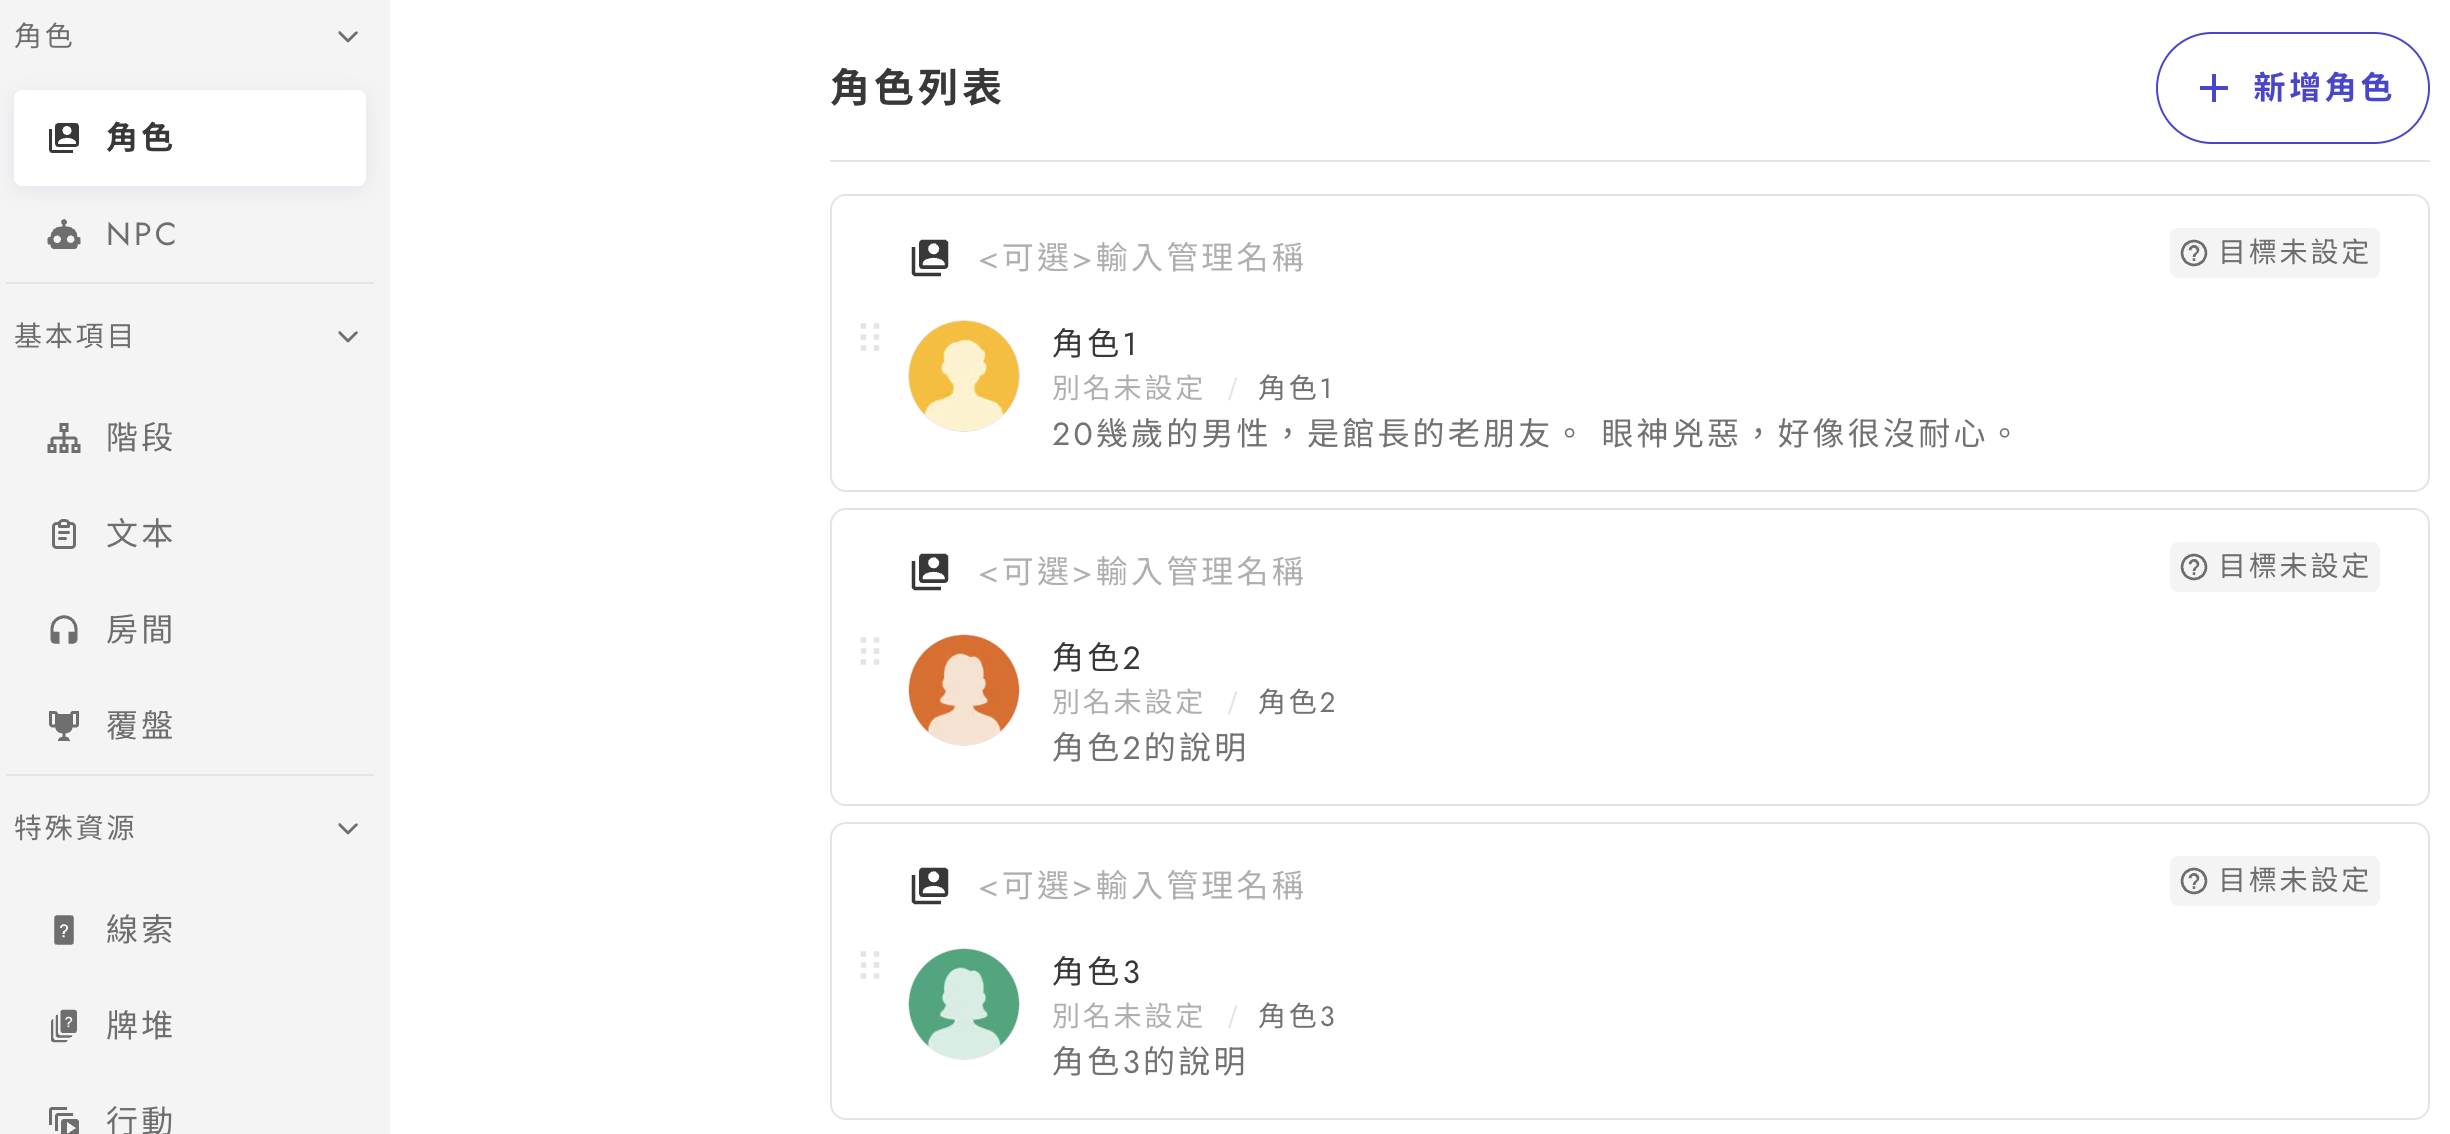 角色
角色
NPC
基本項目
階段
文本
房間
覆盤
特殊資源
線索
牌堆
行動
角色列表
+ 新增角色
<可選>輸入管理名稱
目標未設定
角色1
別名未設定 / 角色1
20幾歲的男性，是館長的老朋友。 眼神兇惡，好像很沒耐心。
<可選>輸入管理名稱
目標未設定
角色2
別名未設定 / 角色2
角色2的說明
<可選>輸入管理名稱
目標未設定
角色3
別名未設定 / 角色3
角色3的說明